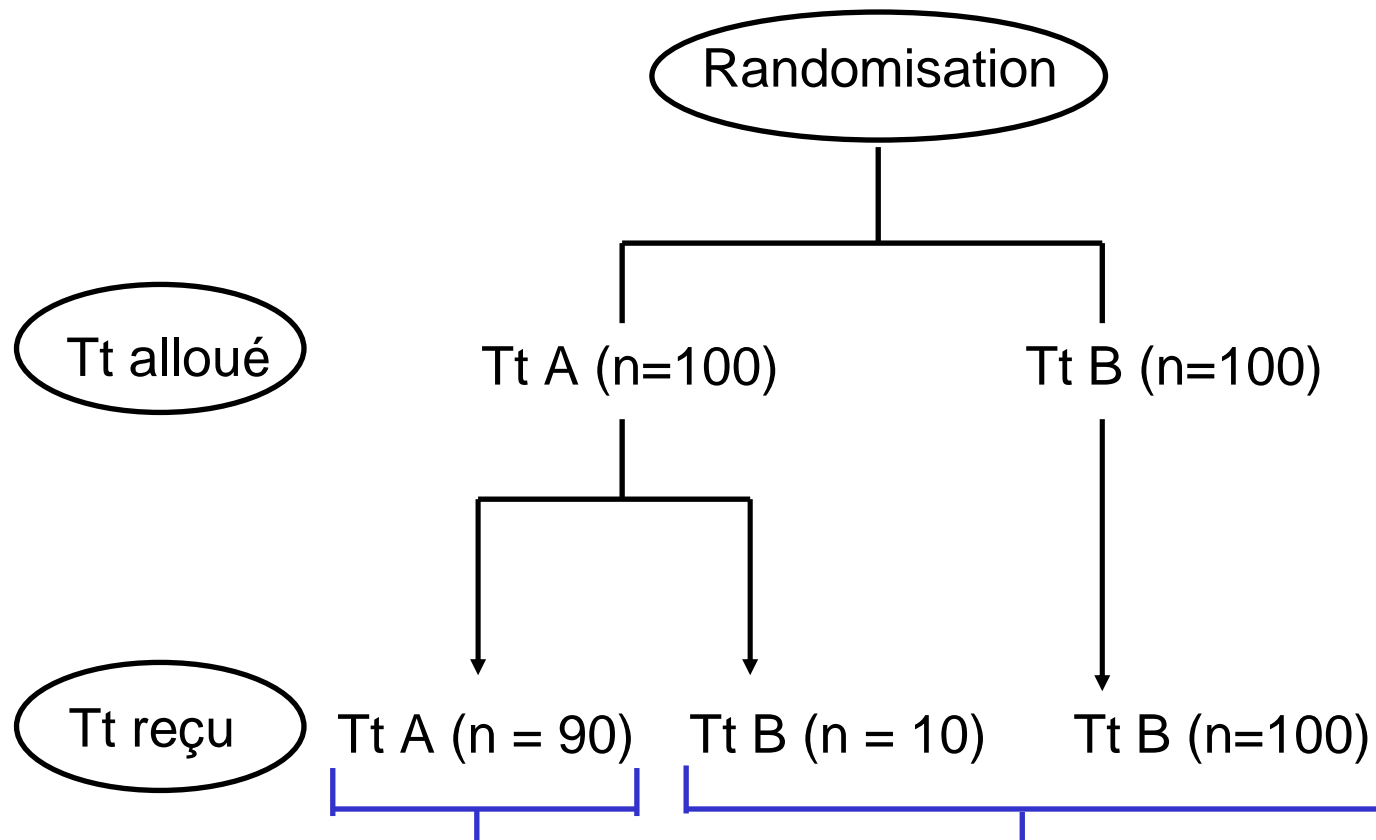 Randomisation
Tt alloué Tt A (n=100) Tt B (n=100)
Tt reçu Tt A (n = 90) Tt B (n = 10) Tt B (n=100)